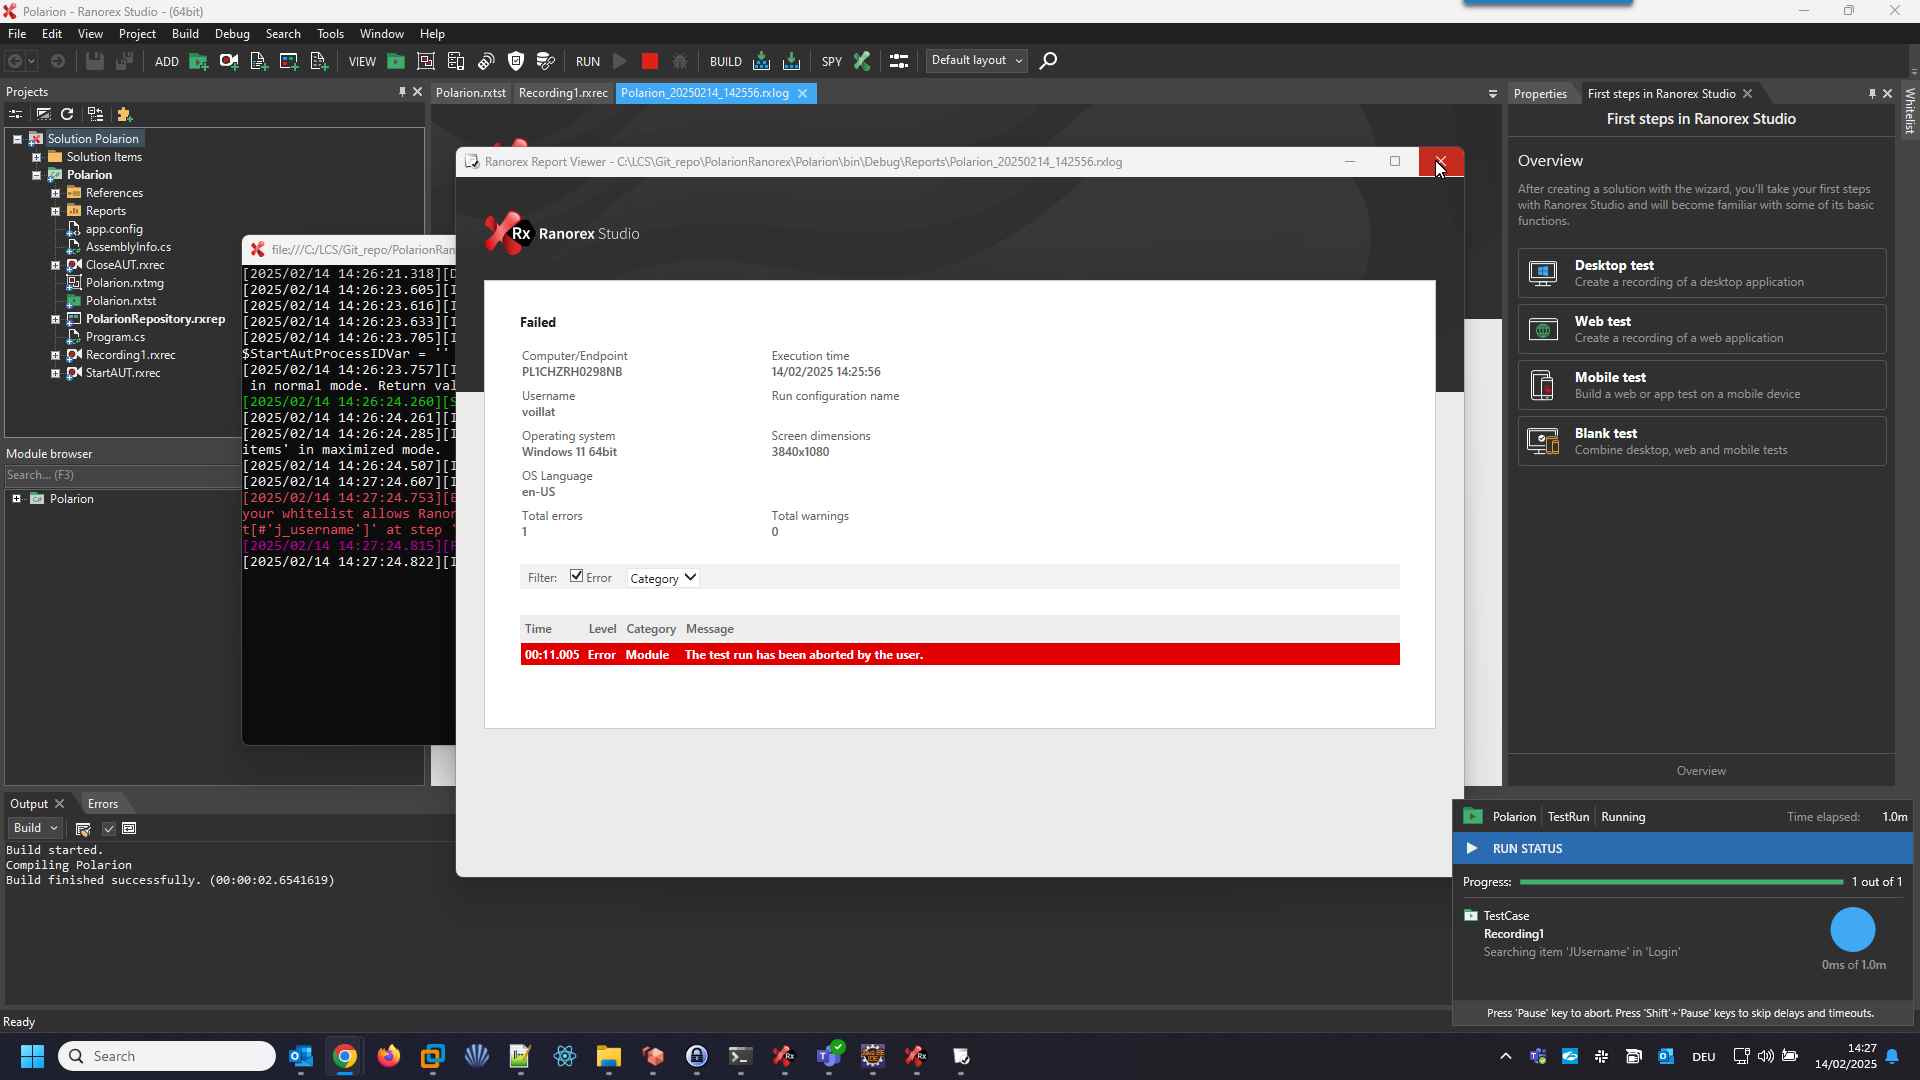 Polarion - Ranorex Studio - (64bit)
File Edit View Project Build Debug Search Tools Window Help
ADD VIEW RUN BUILD SPY Default layout
Projects
Solution Polarion
Solution Items
Polarion
References
Reports
app.config
AssemblyInfo.cs
CloseAUT.rxrec
Polarion.rxtmg
Polarion.rxtst
PolarionRepository.rxrep
Program.cs
Recording1.rxrec
StartAUT.rxrec
Module browser
Search... (F3)
Polarion
Polarion.rxtst Recording1.rxrec Polarion_20250214_142556.rxlog
file:///C:/LCS/Git_repo/PolarionRan
[2025/02/14 14:26:21.318][D
[2025/02/14 14:26:23.605][I
[2025/02/14 14:26:23.616][I
[2025/02/14 14:26:23.633][I
[2025/02/14 14:26:23.705][I
$StartAutProcessIDVar = ''
[2025/02/14 14:26:23.757][I
in normal mode. Return val
[2025/02/14 14:26:24.260][S
[2025/02/14 14:26:24.261][I
[2025/02/14 14:26:24.285][I
items' in maximized mode.
[2025/02/14 14:26:24.507][I
[2025/02/14 14:27:24.607][I
[2025/02/14 14:27:24.753][E
your whitelist allows Ranor
t[#'j_username']' at step '
[2025/02/14 14:27:24.815][F
[2025/02/14 14:27:24.822][I
Ranorex Report Viewer - C:\LCS\Git_repo\PolarionRanorex\Polarion\bin\Debug\Reports\Polarion_20250214_142556.rxlog
Rx Ranorex Studio
Failed
Computer/Endpoint
PL1CHZRH0298NB
Execution time
14/02/2025 14:25:56
Username
voillat
Run configuration name
Operating system
Windows 11 64bit
Screen dimensions
3840x1080
OS Language
en-US
Total errors
1
Total warnings
0
Filter: Error Category
Time Level Category Message
00:11.005 Error Module The test run has been aborted by the user.
Properties First steps in Ranorex Studio
Whitelist
First steps in Ranorex Studio
Overview
After creating a solution with the wizard, you'll take your first steps
with Ranorex Studio and will become familiar with some of its basic
functions.
Desktop test
Create a recording of a desktop application
Web test
Create a recording of a web application
Mobile test
Build a web or app test on a mobile device
Blank test
Combine desktop, web and mobile tests
Overview
Output Errors
Build
Build started.
Compiling Polarion
Build finished successfully. (00:00:02.6541619)
Polarion TestRun Running Time elapsed: 1.0m
RUN STATUS
Progress: 1 out of 1
TestCase
Recording1
Searching item 'JUsername' in 'Login'
0ms of 1.0m
Press 'Pause' key to abort. Press 'Shift'+'Pause' keys to skip delays and timeouts.
Ready
Search
DEU
14:27
14/02/2025